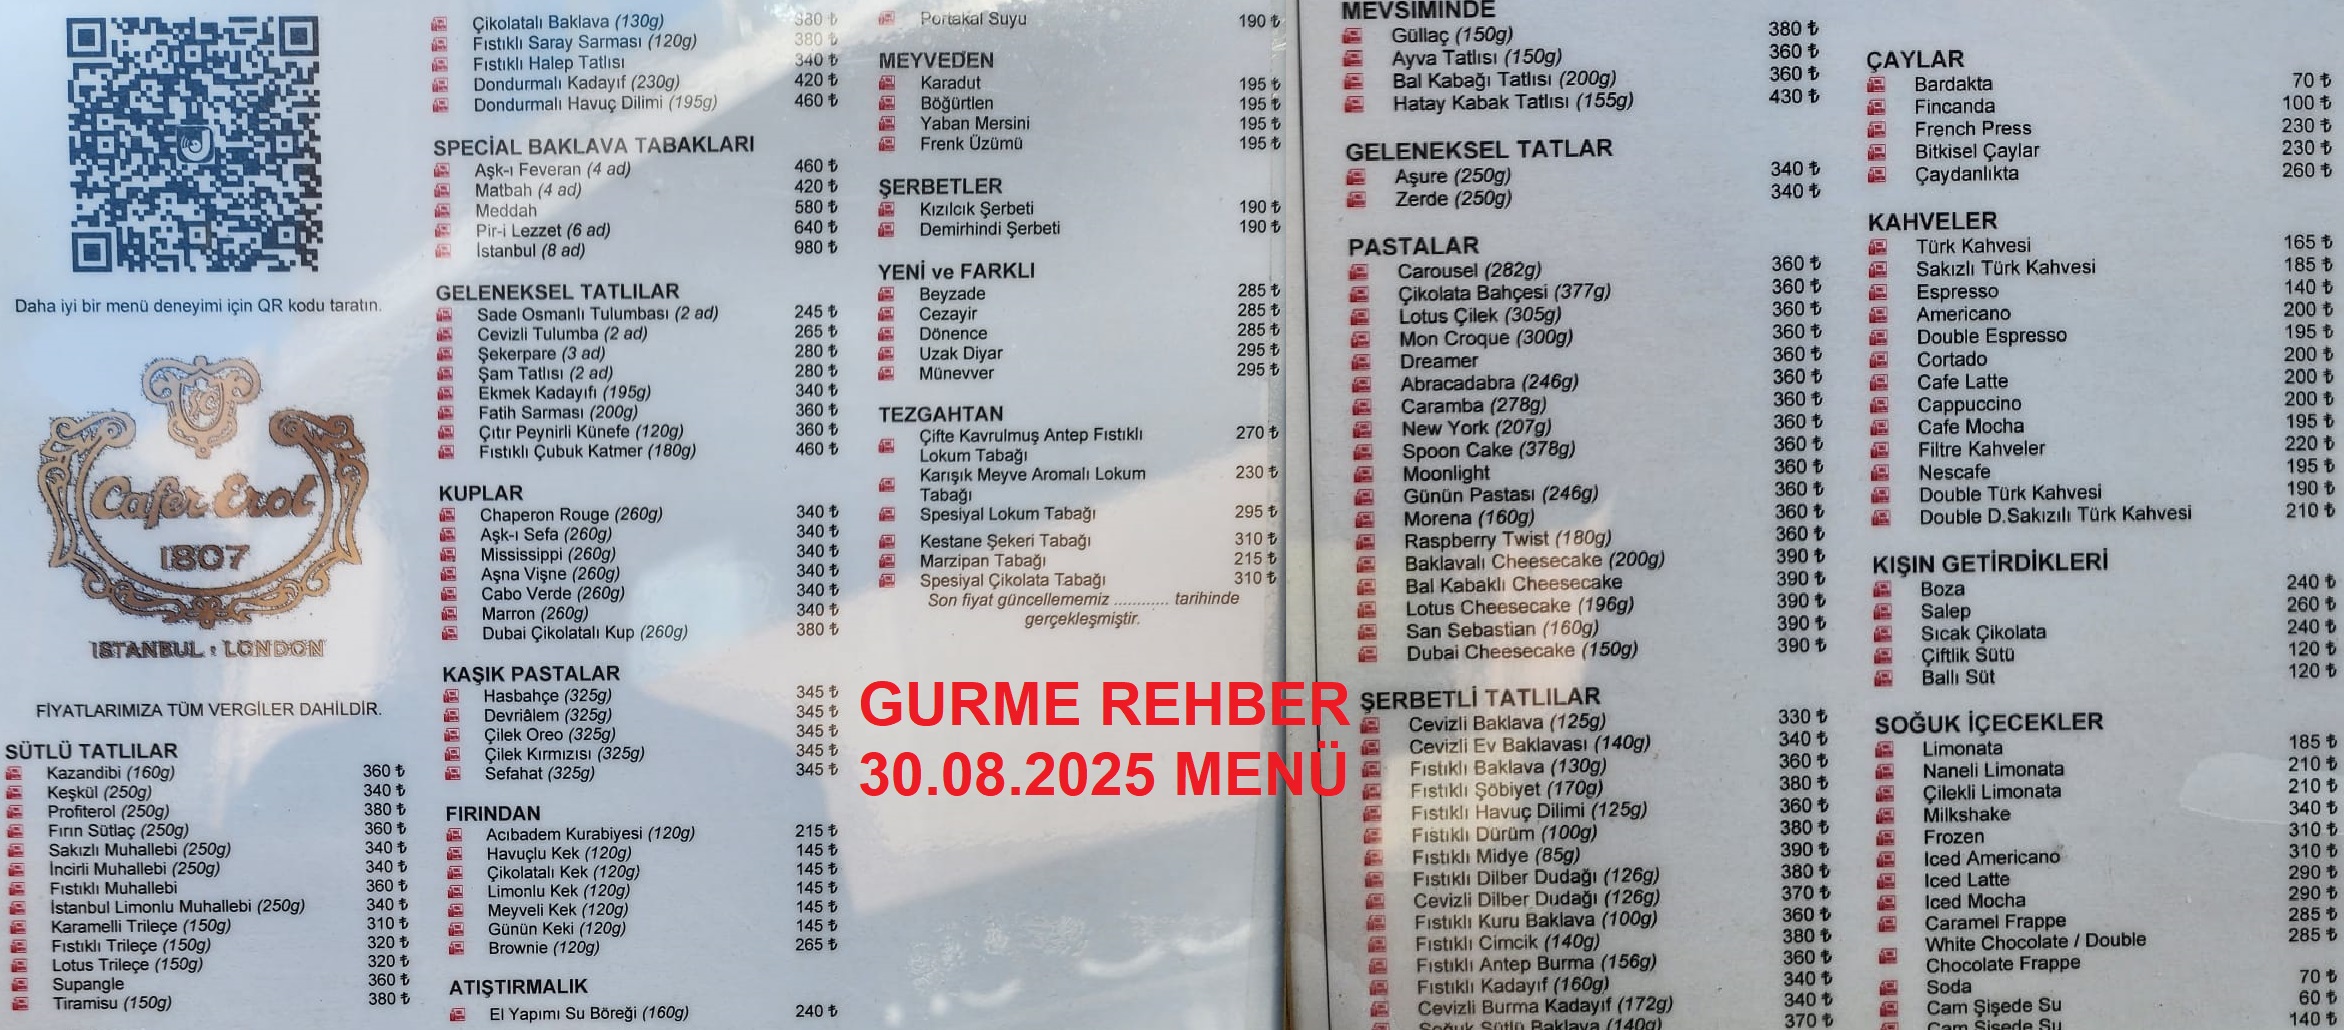 Daha iyi bir menü deneyimi için QR kodu taratın.
Cafer Erol
1807
ISTANBUL : LONDON
FİYATLARIMIZA TÜM VERGİLER DAHİLDİR.
SÜTLÜ TATLILAR
Kazandibi (160g) 360 ₺
Keşkül (250g) 340 ₺
Profiterol (250g) 380 ₺
Fırın Sütlaç (250g) 360 ₺
Sakızlı Muhallebi (250g) 340 ₺
İncirli Muhallebi (250g) 340 ₺
Fıstıklı Muhallebi 360 ₺
İstanbul Limonlu Muhallebi (250g) 340 ₺
Karamelli Trileçe (150g) 310 ₺
Fıstıklı Trileçe (150g) 320 ₺
Lotus Trileçe (150g) 320 ₺
Supangle 360 ₺
Tiramisu (150g) 380 ₺
Çikolatalı Baklava (130g) 380 ₺
Fıstıklı Saray Sarması (120g) 380 ₺
Fıstıklı Halep Tatlısı 340 ₺
Dondurmalı Kadayıf (230g) 420 ₺
Dondurmalı Havuç Dilimi (195g) 460 ₺
SPECİAL BAKLAVA TABAKLARI
Aşk-ı Feveran (4 ad) 460 ₺
Matbah (4 ad) 420 ₺
Meddah 580 ₺
Pir-i Lezzet (6 ad) 640 ₺
İstanbul (8 ad) 980 ₺
GELENEKSEL TATLILAR
Sade Osmanlı Tulumbası (2 ad) 245 ₺
Cevizli Tulumba (2 ad) 265 ₺
Şekerpare (3 ad) 280 ₺
Şam Tatlısı (2 ad) 280 ₺
Ekmek Kadayıfı (195g) 340 ₺
Fatih Sarması (200g) 360 ₺
Çıtır Peynirli Künefe (120g) 360 ₺
Fıstıklı Çubuk Katmer (180g) 460 ₺
KUPLAR
Chaperon Rouge (260g) 340 ₺
Aşk-ı Sefa (260g) 340 ₺
Mississippi (260g) 340 ₺
Aşna Vişne (260g) 340 ₺
Cabo Verde (260g) 340 ₺
Marron (260g) 340 ₺
Dubai Çikolatalı Kup (260g) 380 ₺
KAŞIK PASTALAR
Hasbahçe (325g) 345 ₺
Devriâlem (325g) 345 ₺
Çilek Oreo (325g) 345 ₺
Çilek Kırmızısı (325g) 345 ₺
Sefahat (325g) 345 ₺
FIRINDAN
Acıbadem Kurabiyesi (120g) 215 ₺
Havuçlu Kek (120g) 145 ₺
Çikolatalı Kek (120g) 145 ₺
Limonlu Kek (120g) 145 ₺
Meyveli Kek (120g) 145 ₺
Günün Keki (120g) 145 ₺
Brownie (120g) 265 ₺
ATIŞTIRMALIK
El Yapımı Su Böreği (160g) 240 ₺
Portakal Suyu 190 ₺
MEYVEDEN
Karadut 195 ₺
Böğürtlen 195 ₺
Yaban Mersini 195 ₺
Frenk Üzümü 195 ₺
ŞERBETLER
Kızılcık Şerbeti 190 ₺
Demirhindi Şerbeti 190 ₺
YENİ ve FARKLI
Beyzade 285 ₺
Cezayir 285 ₺
Dönence 285 ₺
Uzak Diyar 295 ₺
Münevver 295 ₺
TEZGAHTAN
Çifte Kavrulmuş Antep Fıstıklı 270 ₺
Lokum Tabağı
Karışık Meyve Aromalı Lokum 230 ₺
Tabağı
Spesiyal Lokum Tabağı 295 ₺
Kestane Şekeri Tabağı 310 ₺
Marzipan Tabağı 215 ₺
Spesiyal Çikolata Tabağı 310 ₺
Son fiyat güncellememiz ............ tarihinde
gerçekleşmiştir.
GURME REHBER
30.08.2025 MENÜ
MEVSİMİNDE
Güllaç (150g) 380 ₺
Ayva Tatlısı (150g) 360 ₺
Bal Kabağı Tatlısı (200g) 360 ₺
Hatay Kabak Tatlısı (155g) 430 ₺
GELENEKSEL TATLAR
Aşure (250g) 340 ₺
Zerde (250g) 340 ₺
PASTALAR
Carousel (282g) 360 ₺
Çikolata Bahçesi (377g) 360 ₺
Lotus Çilek (305g) 360 ₺
Mon Croque (300g) 360 ₺
Dreamer 360 ₺
Abracadabra (246g) 360 ₺
Caramba (278g) 360 ₺
New York (207g) 360 ₺
Spoon Cake (378g) 360 ₺
Moonlight 360 ₺
Günün Pastası (246g) 360 ₺
Morena (160g) 360 ₺
Raspberry Twist (180g) 360 ₺
Baklavalı Cheesecake (200g) 390 ₺
Bal Kabaklı Cheesecake 390 ₺
Lotus Cheesecake (196g) 390 ₺
San Sebastian (160g) 390 ₺
Dubai Cheesecake (150g) 390 ₺
ŞERBETLİ TATLILAR
Cevizli Baklava (125g) 330 ₺
Cevizli Ev Baklavası (140g) 340 ₺
Fıstıklı Baklava (130g) 360 ₺
Fıstıklı Şöbiyet (170g) 380 ₺
Fıstıklı Havuç Dilimi (125g) 360 ₺
Fıstıklı Dürüm (100g) 380 ₺
Fıstıklı Midye (85g) 390 ₺
Fıstıklı Dilber Dudağı (126g) 380 ₺
Cevizli Dilber Dudağı (126g) 370 ₺
Fıstıklı Kuru Baklava (100g) 360 ₺
Fıstıklı Cimcik (140g) 380 ₺
Fıstıklı Antep Burma (156g) 360 ₺
Fıstıklı Kadayıf (160g) 340 ₺
Cevizli Burma Kadayıf (172g) 340 ₺
Soğuk Sütlü Baklava (140g) 370 ₺
ÇAYLAR
Bardakta 70 ₺
Fincanda 100 ₺
French Press 230 ₺
Bitkisel Çaylar 230 ₺
Çaydanlıkta 260 ₺
KAHVELER
Türk Kahvesi 165 ₺
Sakızlı Türk Kahvesi 185 ₺
Espresso 140 ₺
Americano 200 ₺
Double Espresso 195 ₺
Cortado 200 ₺
Cafe Latte 200 ₺
Cappuccino 200 ₺
Cafe Mocha 195 ₺
Filtre Kahveler 220 ₺
Nescafe 195 ₺
Double Türk Kahvesi 190 ₺
Double D.Sakızılı Türk Kahvesi 210 ₺
KIŞIN GETİRDİKLERİ
Boza 240 ₺
Salep 260 ₺
Sıcak Çikolata 240 ₺
Çiftlik Sütü 120 ₺
Ballı Süt 120 ₺
SOĞUK İÇECEKLER
Limonata 185 ₺
Naneli Limonata 210 ₺
Çilekli Limonata 210 ₺
Milkshake 340 ₺
Frozen 310 ₺
Iced Americano 310 ₺
Iced Latte 290 ₺
Iced Mocha 290 ₺
Caramel Frappe 285 ₺
White Chocolate / Double 285 ₺
Chocolate Frappe
Soda 70 ₺
Cam Şişede Su 60 ₺
Cam Şişede Su 140 ₺